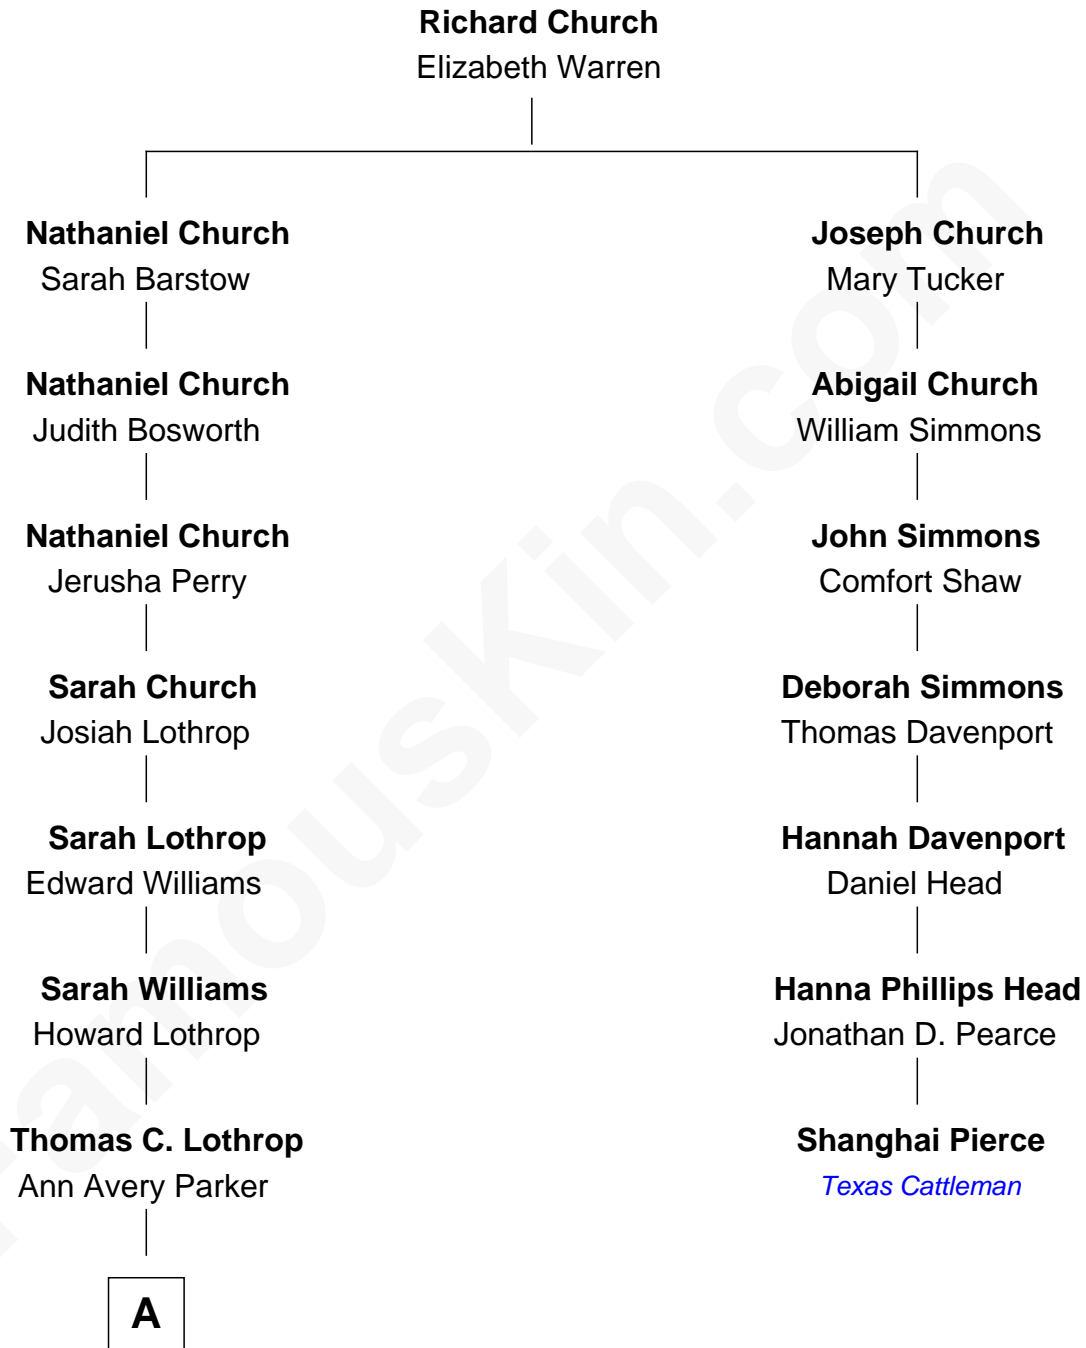 Richard Church
Elizabeth Warren
Nathaniel Church
Sarah Barstow
Joseph Church
Mary Tucker
Nathaniel Church
Judith Bosworth
Abigail Church
William Simmons
Nathaniel Church
Jerusha Perry
John Simmons
Comfort Shaw
Sarah Church
Josiah Lothrop
Deborah Simmons
Thomas Davenport
Sarah Lothrop
Edward Williams
Hannah Davenport
Daniel Head
Sarah Williams
Howard Lothrop
Hanna Phillips Head
Jonathan D. Pearce
Thomas C. Lothrop
Ann Avery Parker
Shanghai Pierce
Texas Cattleman
A
FamousKin.com